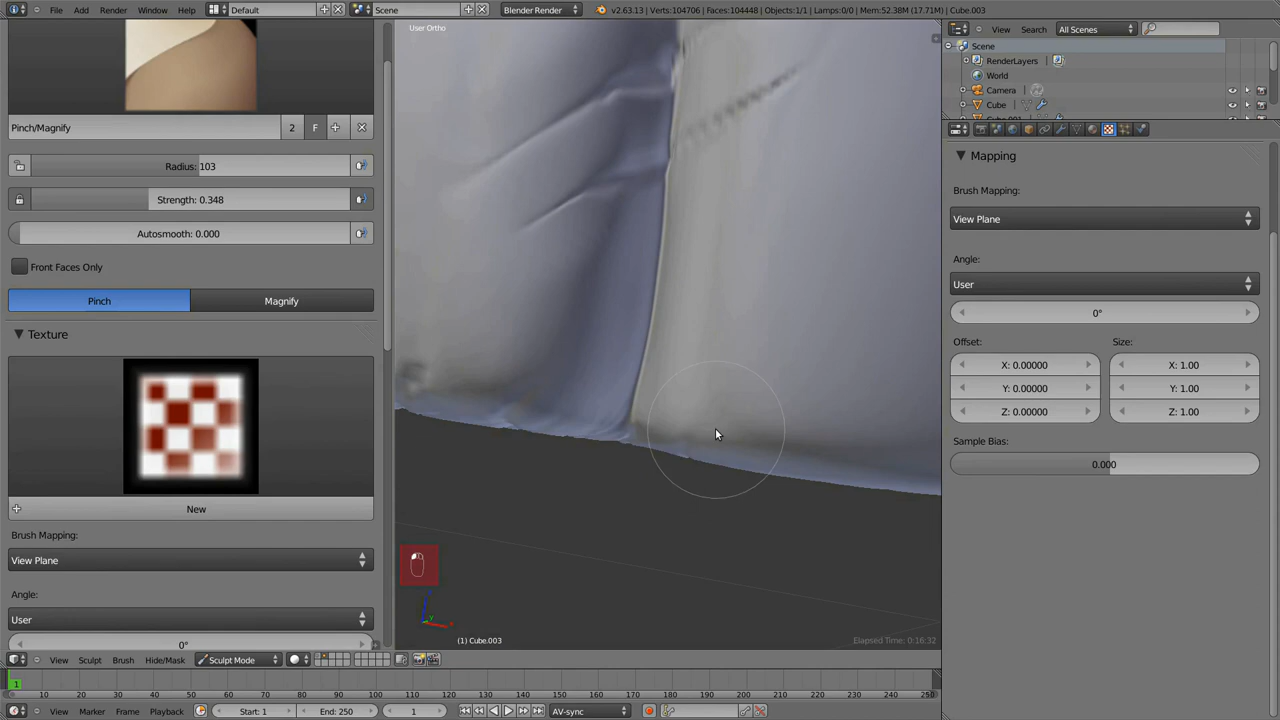 File Add Render Window Help Default Scene Blender Render v2.63.13 | Verts:104706 | Faces:104448 | Objects:1/1 | Lamps:0/0 | Mem:52.38M (17.71M) | Cube.003
Pinch/Magnify 2 F
Radius: 103
Strength: 0.348
Autosmooth: 0.000
Front Faces Only
Pinch Magnify
Texture
New
Brush Mapping:
View Plane
Angle:
User
0°
User Ortho
(1) Cube.003
Elapsed Time: 0:16:32
View Search All Scenes
Scene
RenderLayers
World
Camera
Cube
Cube.001
Mapping
Brush Mapping:
View Plane
Angle:
User
0°
Offset: Size:
X: 0.00000 X: 1.00
Y: 0.00000 Y: 1.00
Z: 0.00000 Z: 1.00
Sample Bias:
0.000
View Sculpt Brush Hide/Mask Sculpt Mode
1
0 10 20 30 40 50 60 70 80 90 100 110 120 130 140 150 160 170 180 190 200 210 220 230 240 250
View Marker Frame Playback Start: 1 End: 250 1 AV-sync